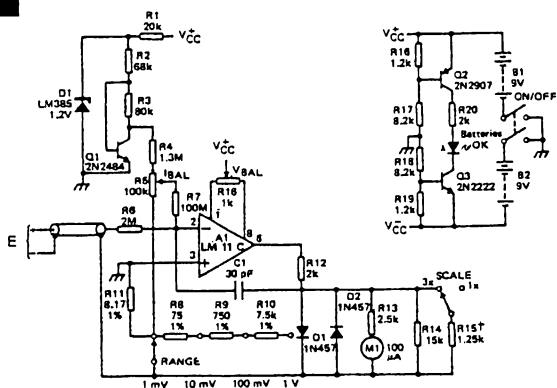 R1
20k
V+CC
R2
68k
D1
LM385
1.2V
R3
80k
Q1
2N2484
R4
1.3M
R5
100k
IBAL
V+CC
VBAL
R16
1k
R7
100M
R6
2M
E
1
2
3
8
6
A1
LM 11 C
C1
30 pF
R12
2k
R11
8.17
1%
R8
75
1%
R9
750
1%
R10
7.5k
1%
D1
1N457
D2
1N457
R13
2.5k
M1
100
μA
R14
15k
R15†
1.25k
SCALE
3x
1x
RANGE
1 mV
10 mV
100 mV
1 V
V+CC
R16
1.2k
Q2
2N2907
B1
9V
ON/OFF
R17
8.2k
R20
2k
Batteries
OK
R18
8.2k
Q3
2N2222
B2
9V
R19
1.2k
V-CC